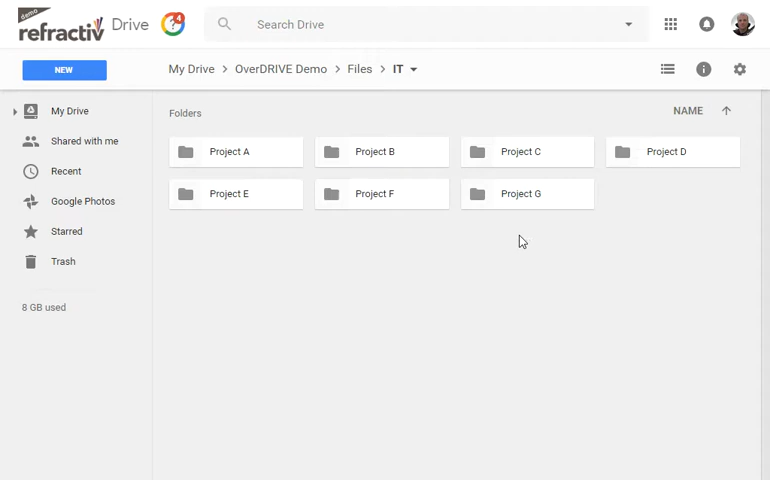 demo
refractiv Drive ? 4 Search Drive
NEW My Drive > OverDRIVE Demo > Files > IT
My Drive
Shared with me
Recent
Google Photos
Starred
Trash
8 GB used
Folders NAME
Project A Project B Project C Project D
Project E Project F Project G